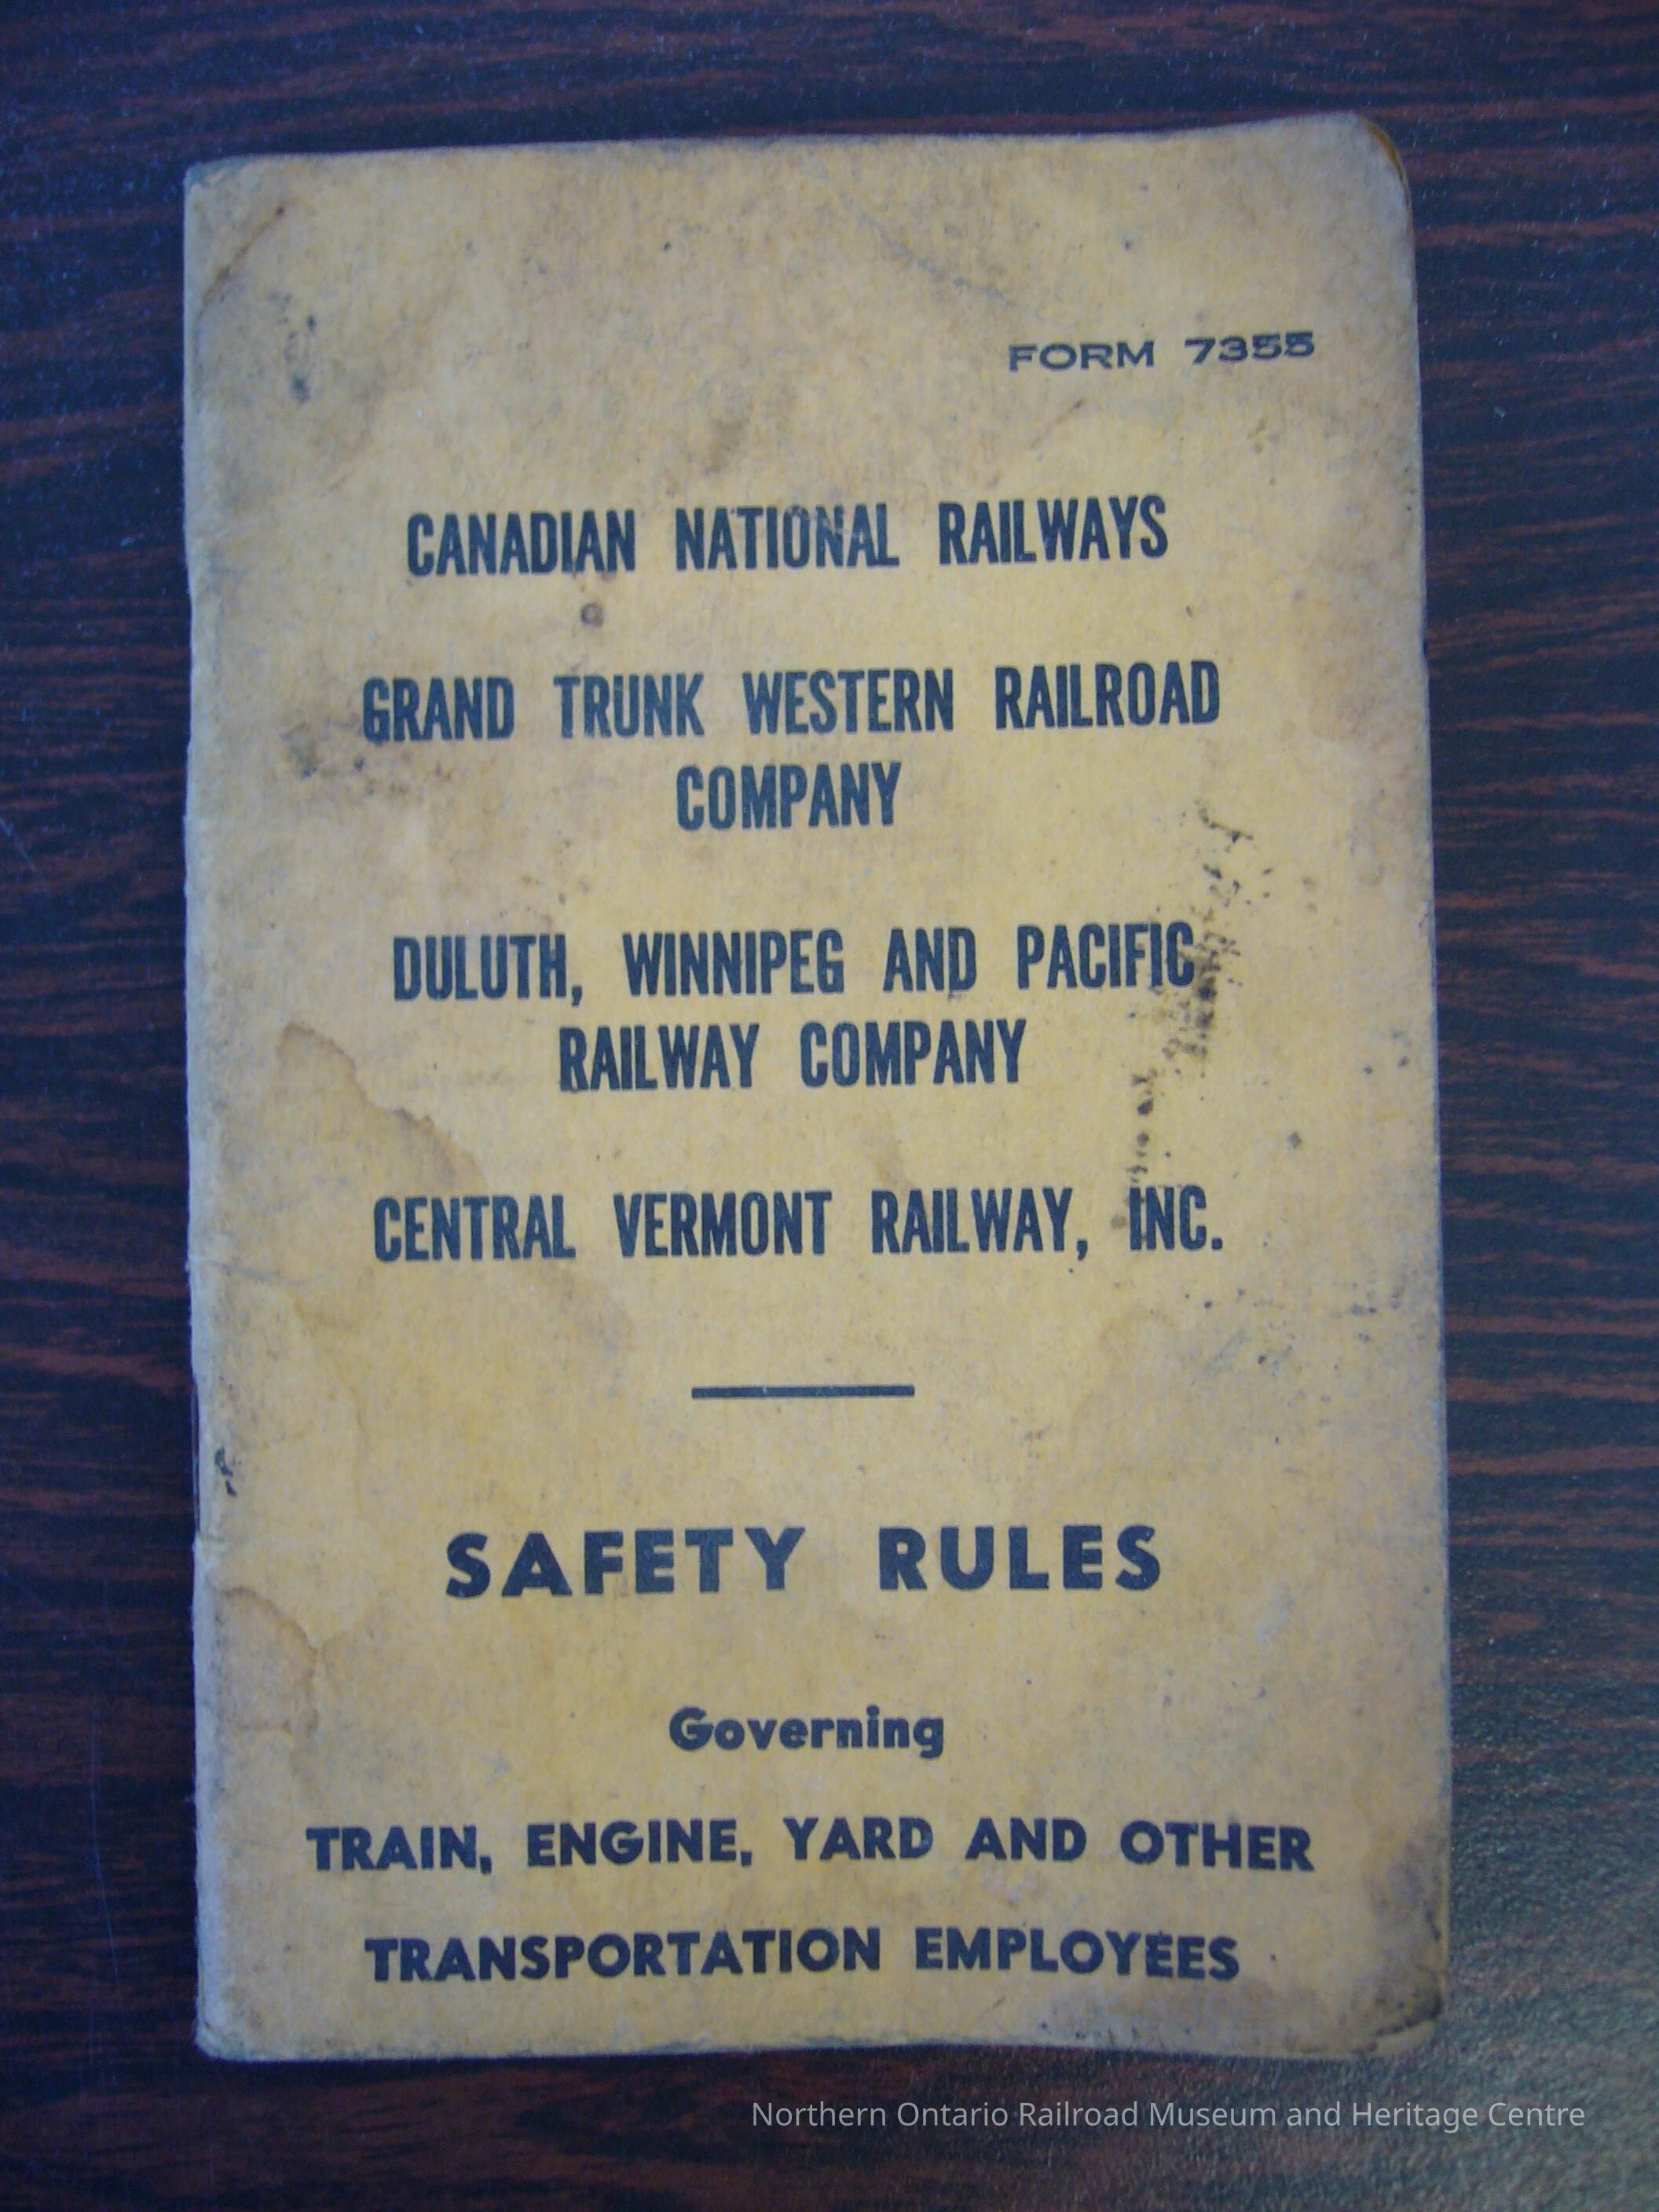 FORM 7355
CANADIAN NATIONAL RAILWAYS
GRAND TRUNK WESTERN RAILROAD
COMPANY
DULUTH, WINNIPEG AND PACIFIC
RAILWAY COMPANY
CENTRAL VERMONT RAILWAY, INC.
SAFETY RULES
Governing
TRAIN, ENGINE, YARD AND OTHER
TRANSPORTATION EMPLOYEES
Northern Ontario Railroad Museum and Heritage Centre